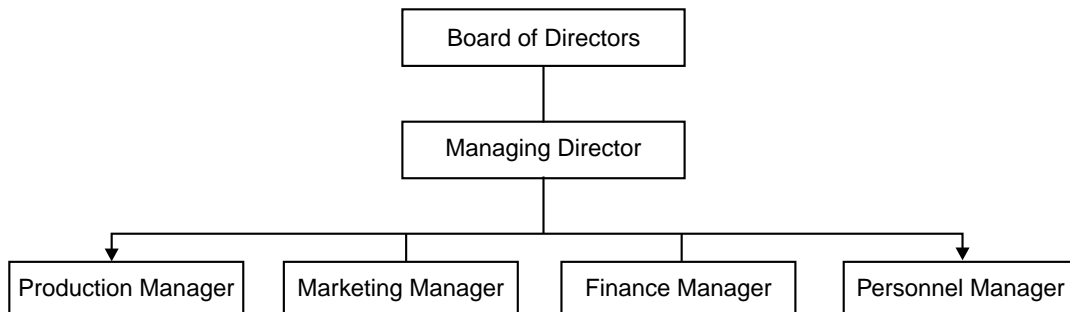 Board of Directors
Managing Director
Production Manager
Marketing Manager
Finance Manager
Personnel Manager